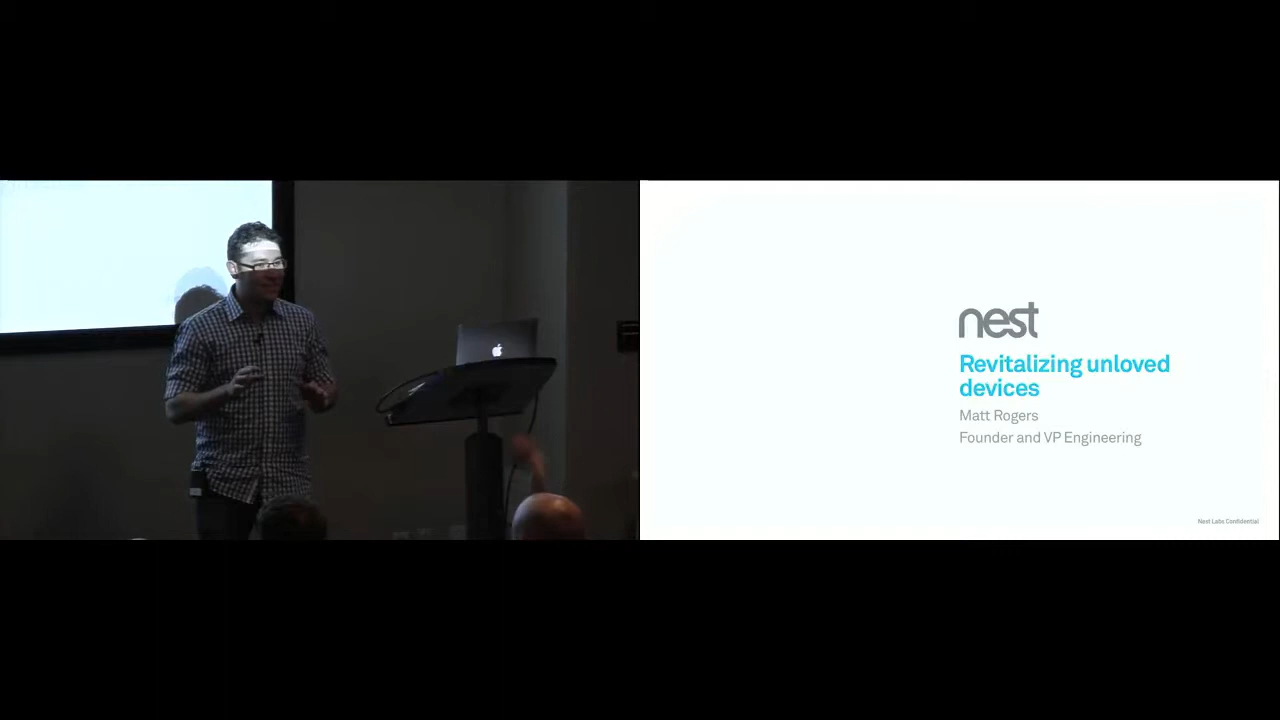 nest
Revitalizing unloved
devices
Matt Rogers
Founder and VP Engineering
Nest Labs Confidential